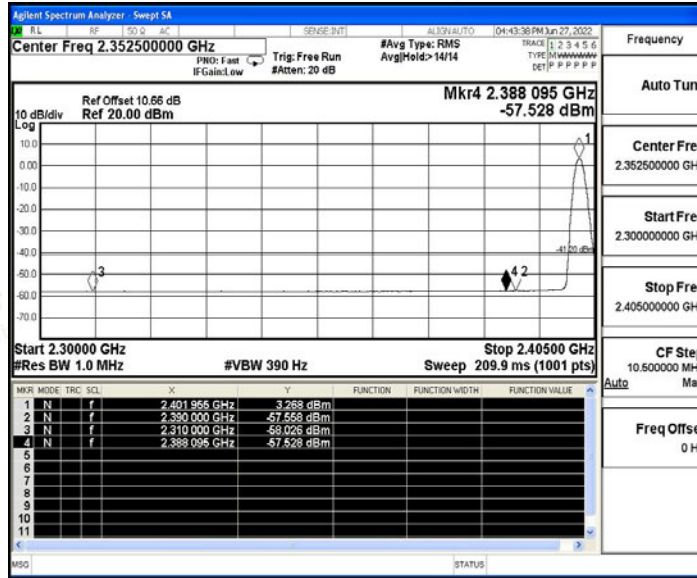 Agilent Spectrum Analyzer - Swept SA
RL RF 50 Ω AC SENSE:INT ALIGN AUTO 04:43:38 PM Jun 27, 2022
Center Freq 2.352500000 GHz
PNO: Fast
IFGain:Low
Trig: Free Run
#Atten: 20 dB
#Avg Type: RMS
Avg|Hold:> 14/14
TRACE 1 2 3 4 5 6
TYPE M
DET P P P P P P
Ref Offset 10.66 dB
10 dB/div Ref 20.00 dBm
Log
Mkr4 2.388 095 GHz
-57.528 dBm
10.0
0.00
-10.0
-20.0
-30.0
-40.0
-50.0
-60.0
-70.0
1
-41.20 dBm
3
4 2
Start 2.30000 GHz Stop 2.40500 GHz
#Res BW 1.0 MHz #VBW 390 Hz Sweep 209.9 ms (1001 pts)
MKR MODE TRC SCL X Y FUNCTION FUNCTION WIDTH FUNCTION VALUE
1 N f 2.401 955 GHz 3.268 dBm
2 N f 2.390 000 GHz -57.558 dBm
3 N f 2.310 000 GHz -58.026 dBm
4 N f 2.388 095 GHz -57.528 dBm
5
6
7
8
9
10
11
MSG STATUS
Frequency
Auto Tun
Center Fre
2.352500000 GH
Start Fre
2.300000000 GH
Stop Fre
2.405000000 GH
CF Ste
10.500000 MH
Auto Ma
Freq Offse
0 H